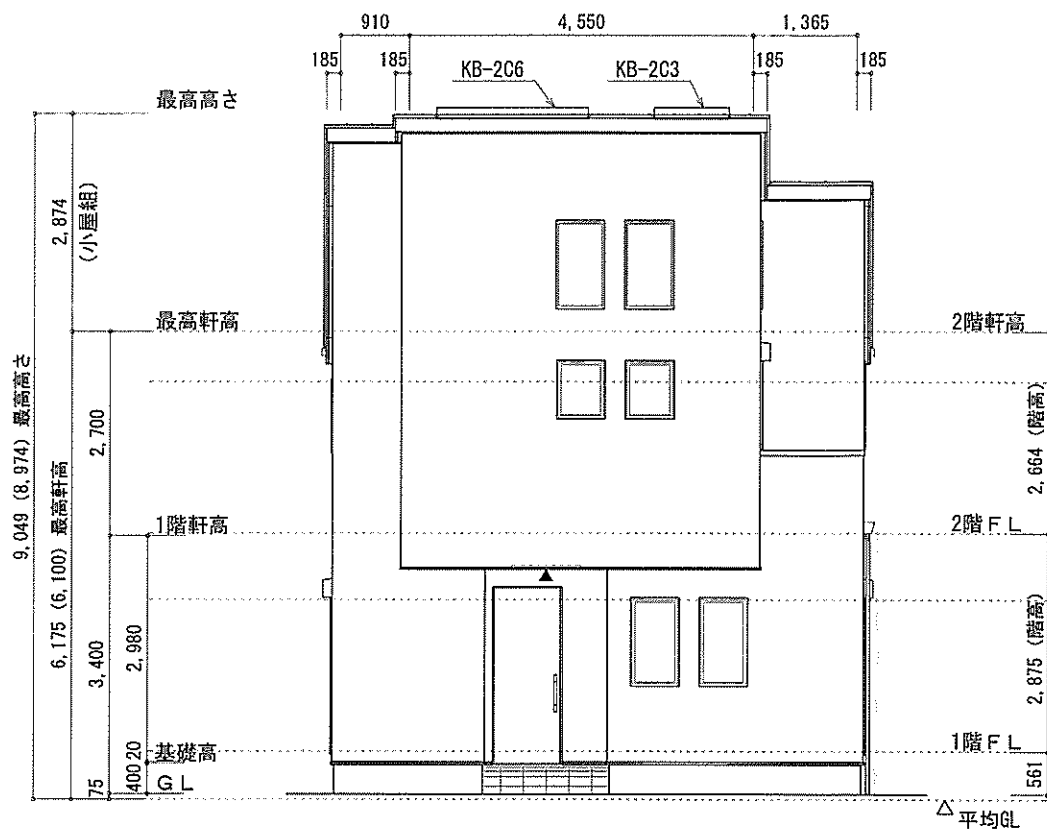 910
4,550
1,365
185
185
KB-2C6
KB-2C3
185
185
最高高さ
2,874
(小屋組)
最高軒高
2階軒高
9,049 (8,974) 最高高さ
6,175 (6,100) 最高軒高
2,700
2,664 (階高)
1階軒高
2階FL
3,400
2,980
2,875 (階高)
基礎高
1階FL
20
400
75
GL
561
平均GL